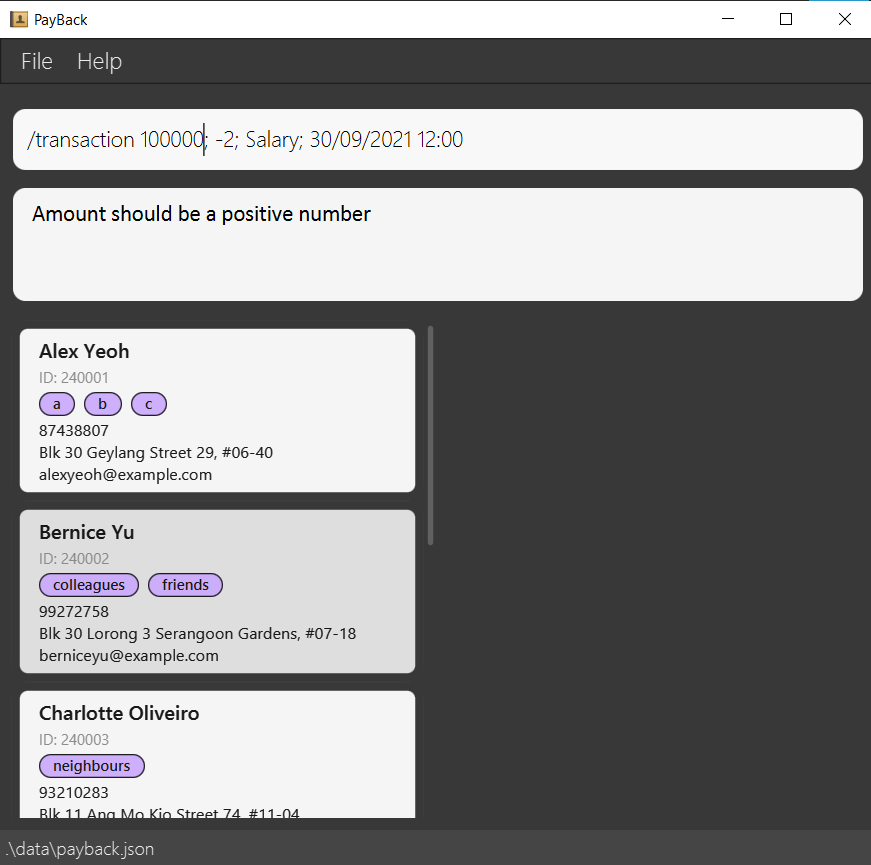 PayBack
File Help
/transaction 100000; -2; Salary; 30/09/2021 12:00
Amount should be a positive number
Alex Yeoh
ID: 240001
a b c
87438807
Blk 30 Geylang Street 29, #06-40
alexyeoh@example.com
Bernice Yu
ID: 240002
colleagues friends
99272758
Blk 30 Lorong 3 Serangoon Gardens, #07-18
berniceyu@example.com
Charlotte Oliveiro
ID: 240003
neighbours
93210283
Blk 11 Ang Mo Kio Street 74, #11-04
.\data\payback.json